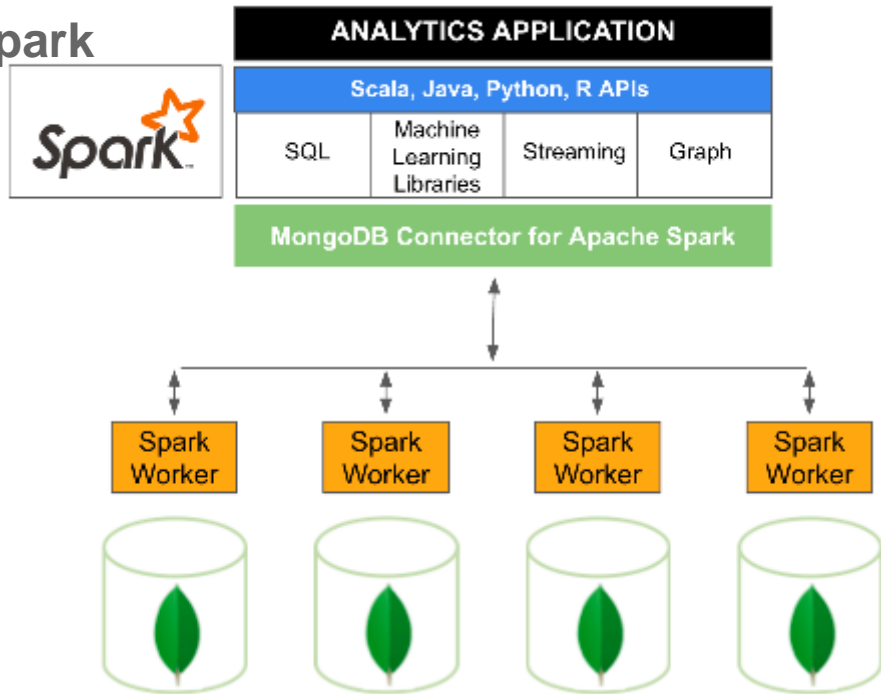 park
ANALYTICS APPLICATION
Scala, Java, Python, R APIs
Spark
SQL
Machine
Learning
Libraries
Streaming
Graph
MongoDB Connector for Apache Spark
Spark
Worker
Spark
Worker
Spark
Worker
Spark
Worker